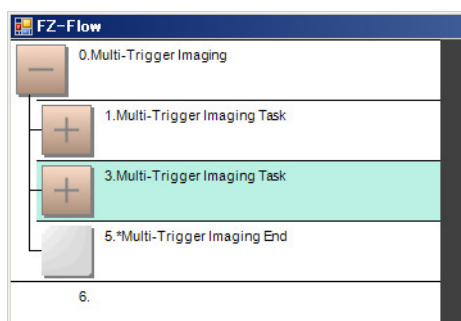 FZ-Flow
0.Multi-Trigger Imaging
1.Multi-Trigger Imaging Task
3.Multi-Trigger Imaging Task
5.*Multi-Trigger Imaging End
6.